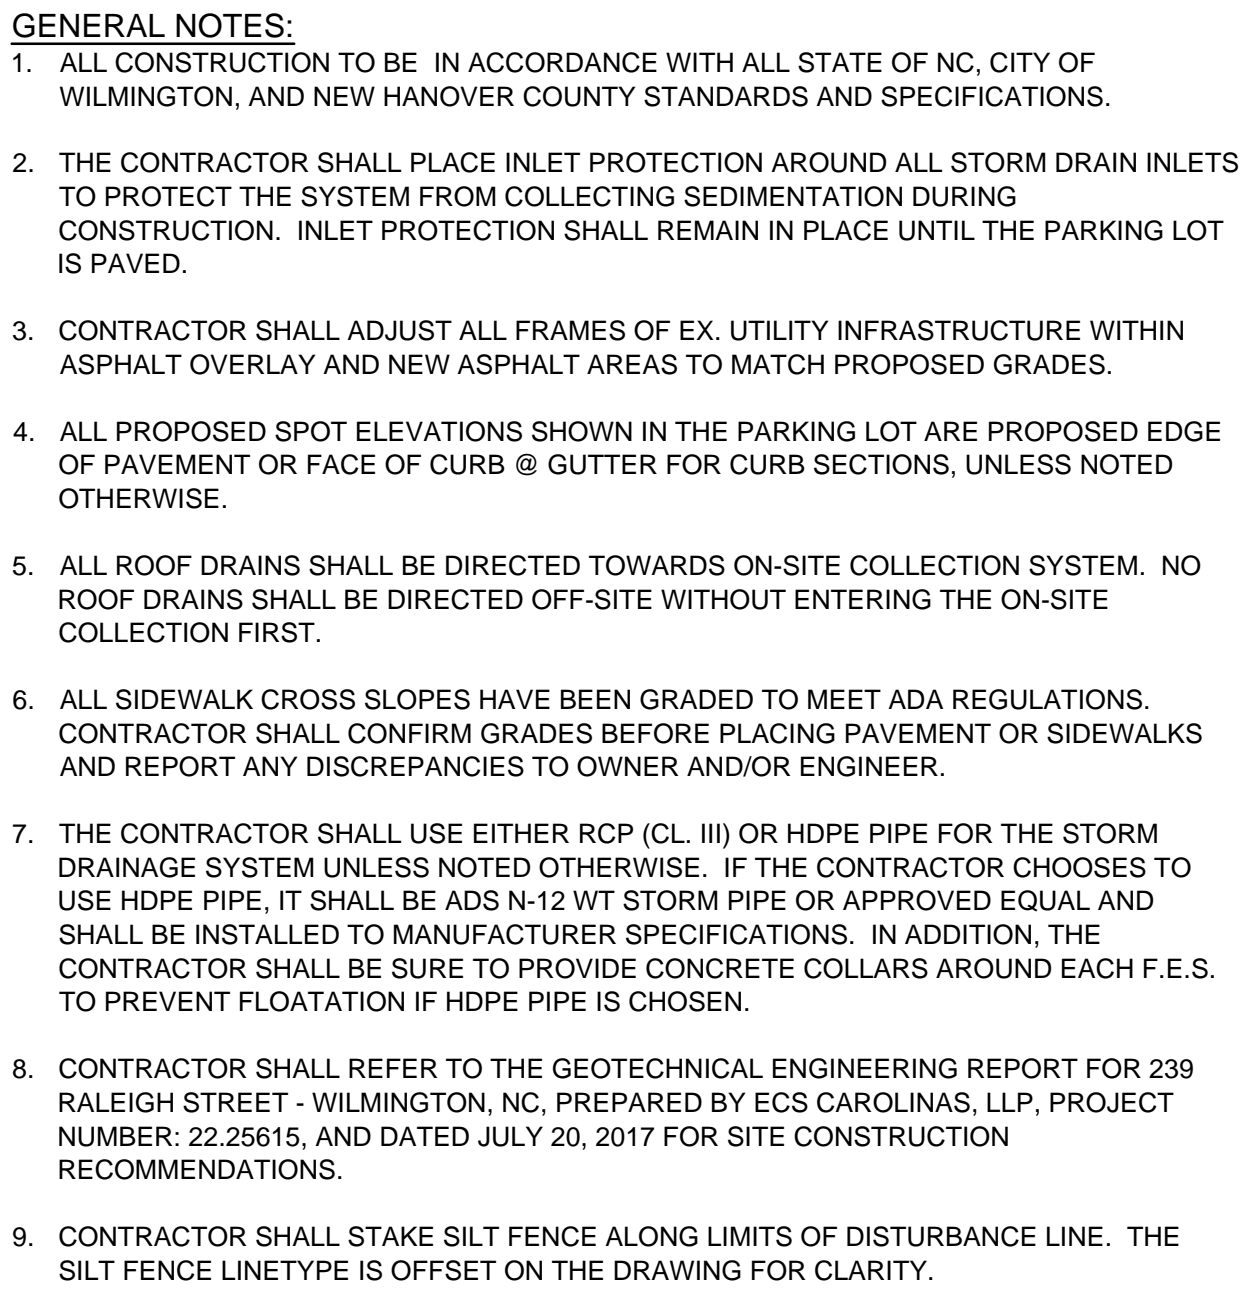 GENERAL NOTES:
1. ALL CONSTRUCTION TO BE IN ACCORDANCE WITH ALL STATE OF NC, CITY OF
WILMINGTON, AND NEW HANOVER COUNTY STANDARDS AND SPECIFICATIONS.
2. THE CONTRACTOR SHALL PLACE INLET PROTECTION AROUND ALL STORM DRAIN INLETS
TO PROTECT THE SYSTEM FROM COLLECTING SEDIMENTATION DURING
CONSTRUCTION. INLET PROTECTION SHALL REMAIN IN PLACE UNTIL THE PARKING LOT
IS PAVED.
3. CONTRACTOR SHALL ADJUST ALL FRAMES OF EX. UTILITY INFRASTRUCTURE WITHIN
ASPHALT OVERLAY AND NEW ASPHALT AREAS TO MATCH PROPOSED GRADES.
4. ALL PROPOSED SPOT ELEVATIONS SHOWN IN THE PARKING LOT ARE PROPOSED EDGE
OF PAVEMENT OR FACE OF CURB @ GUTTER FOR CURB SECTIONS, UNLESS NOTED
OTHERWISE.
5. ALL ROOF DRAINS SHALL BE DIRECTED TOWARDS ON-SITE COLLECTION SYSTEM. NO
ROOF DRAINS SHALL BE DIRECTED OFF-SITE WITHOUT ENTERING THE ON-SITE
COLLECTION FIRST.
6. ALL SIDEWALK CROSS SLOPES HAVE BEEN GRADED TO MEET ADA REGULATIONS.
CONTRACTOR SHALL CONFIRM GRADES BEFORE PLACING PAVEMENT OR SIDEWALKS
AND REPORT ANY DISCREPANCIES TO OWNER AND/OR ENGINEER.
7. THE CONTRACTOR SHALL USE EITHER RCP (CL. III) OR HDPE PIPE FOR THE STORM
DRAINAGE SYSTEM UNLESS NOTED OTHERWISE. IF THE CONTRACTOR CHOOSES TO
USE HDPE PIPE, IT SHALL BE ADS N-12 WT STORM PIPE OR APPROVED EQUAL AND
SHALL BE INSTALLED TO MANUFACTURER SPECIFICATIONS. IN ADDITION, THE
CONTRACTOR SHALL BE SURE TO PROVIDE CONCRETE COLLARS AROUND EACH F.E.S.
TO PREVENT FLOATATION IF HDPE PIPE IS CHOSEN.
8. CONTRACTOR SHALL REFER TO THE GEOTECHNICAL ENGINEERING REPORT FOR 239
RALEIGH STREET - WILMINGTON, NC, PREPARED BY ECS CAROLINAS, LLP, PROJECT
NUMBER: 22.25615, AND DATED JULY 20, 2017 FOR SITE CONSTRUCTION
RECOMMENDATIONS.
9. CONTRACTOR SHALL STAKE SILT FENCE ALONG LIMITS OF DISTURBANCE LINE. THE
SILT FENCE LINETYPE IS OFFSET ON THE DRAWING FOR CLARITY.